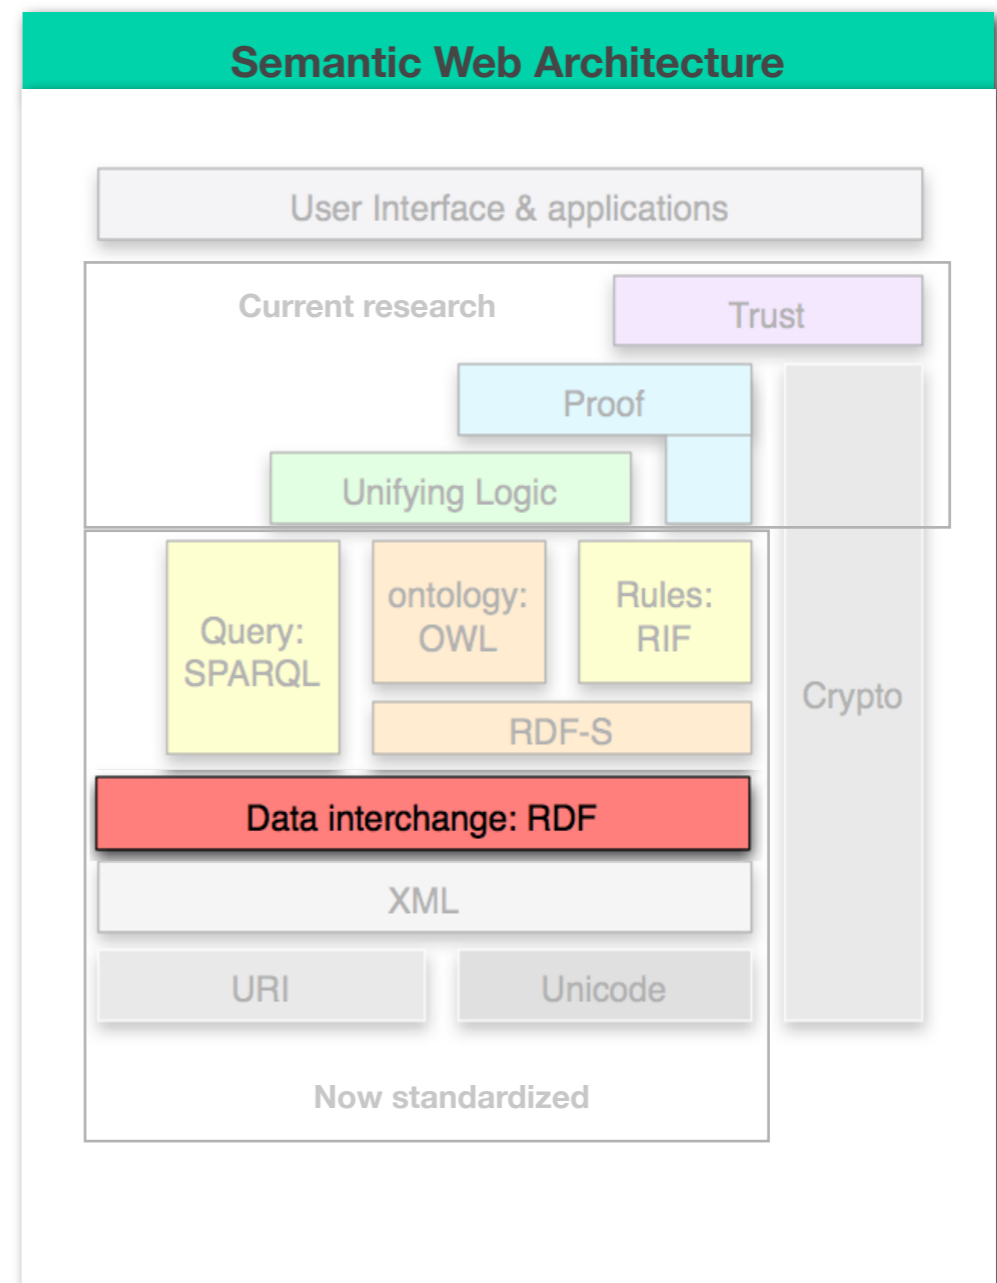 Semantic Web Architecture
User Interface & applications
Current research
Trust
Proof
Unifying Logic
Query:
SPARQL
ontology:
OWL
Rules:
RIF
RDF-S
Crypto
Data interchange: RDF
XML
URI
Unicode
Now standardized